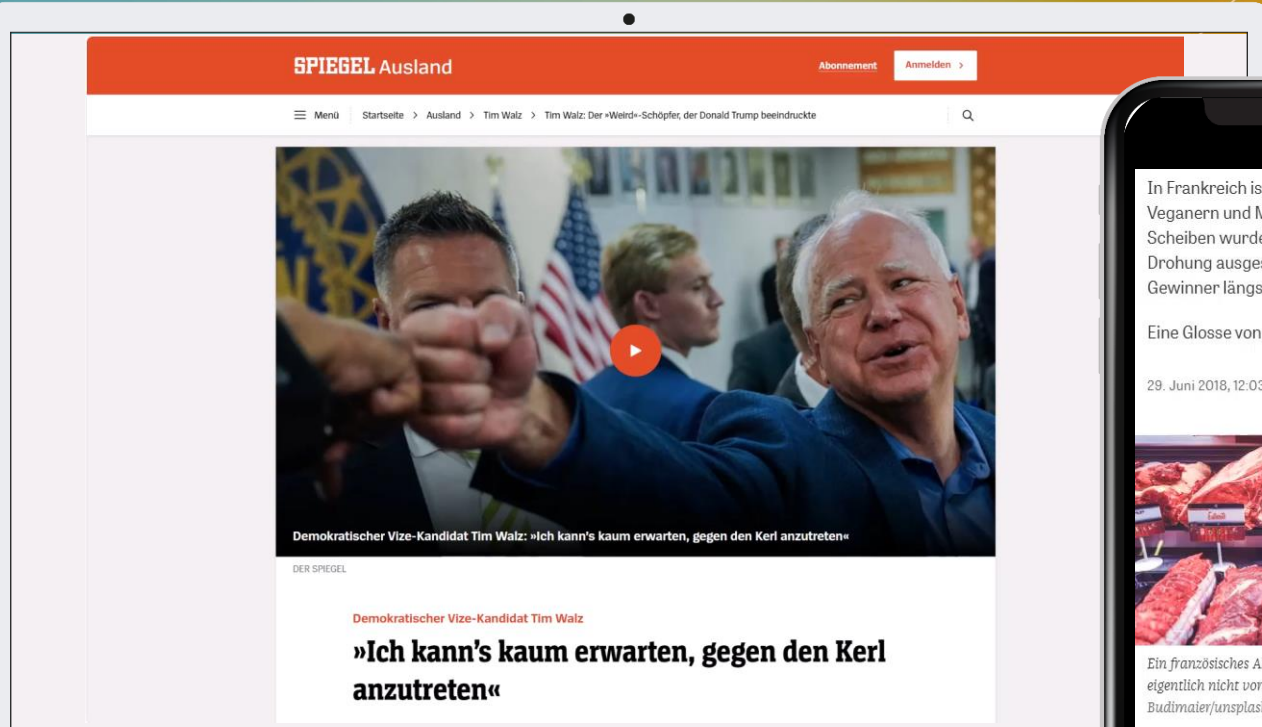 SPIEGEL Ausland
Abonnement
Anmelden >
Menü
Startseite > Ausland > Tim Walz > Tim Walz: Der »Weird«-Schöpfer, der Donald Trump beeindruckte
Demokratischer Vize-Kandidat Tim Walz: »Ich kann's kaum erwarten, gegen den Kerl anzutreten«
DER SPIEGEL
Demokratischer Vize-Kandidat Tim Walz
»Ich kann's kaum erwarten, gegen den Kerl
anzutreten«
In Frankreich is
Veganern und M
Scheiben wurde
Drohung ausges
Gewinner längs
Eine Glosse von
29. Juni 2018, 12:03
Ein französisches A
eigentlich nicht vor
Budimaier/unsplash